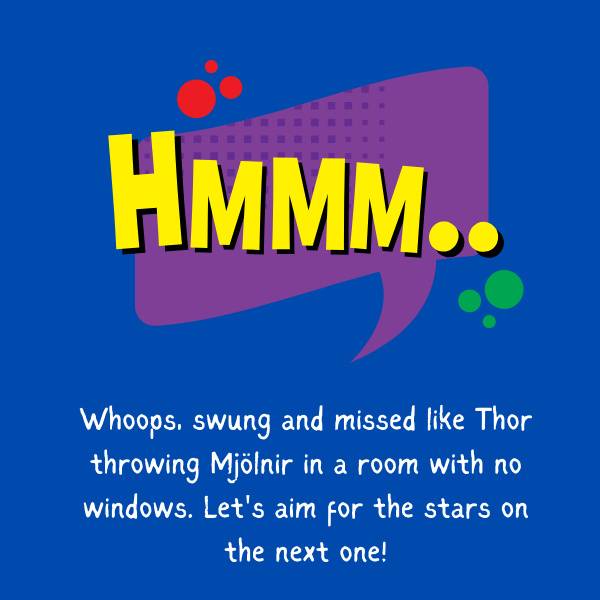 HMMM..
Whoops, swung and missed like Thor
throwing Mjölnir in a room with no
windows. Let's aim for the stars on
the next one!